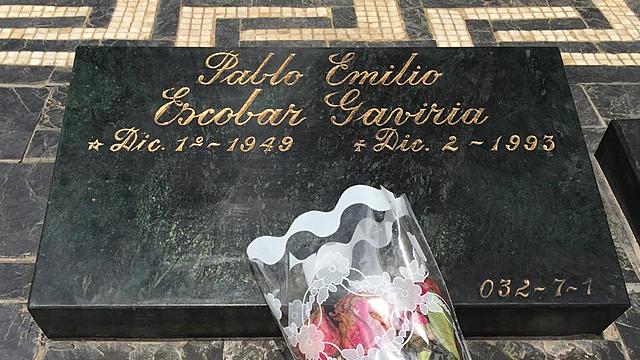 Pablo Emilio
Escobar Gaviria
☆ Dic. 1º - 1949 ✝ Dic. 2 - 1993
032-7-1